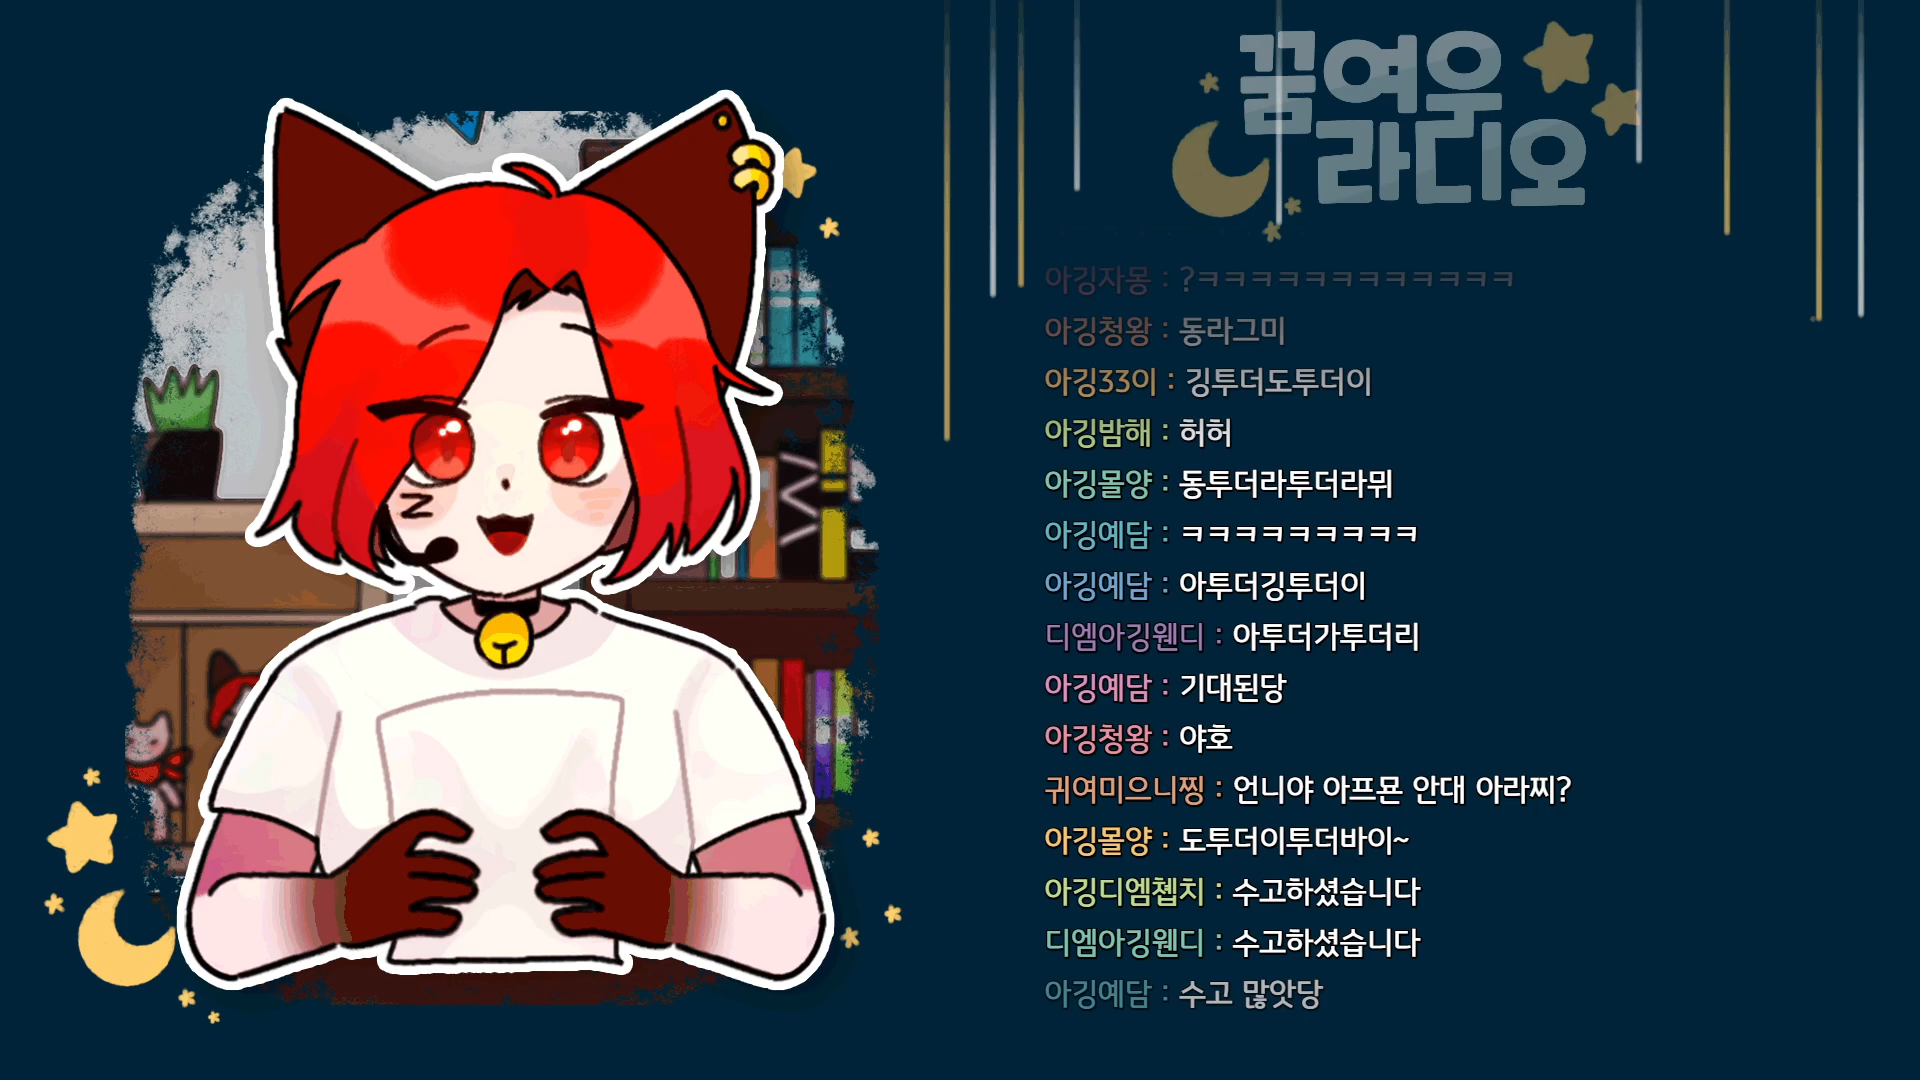 꿈여우
라디오
아깅자몽 : ?ㅋㅋㅋㅋㅋㅋㅋㅋㅋㅋㅋㅋ
아깅청왕 : 동라그미
아깅33이 : 깅투더도투더이
아깅밤해 : 허허
아깅몰양 : 동투더라투더라뮈
아깅예담 : ㅋㅋㅋㅋㅋㅋㅋㅋㅋ
아깅예담 : 아투더깅투더이
디엠아깅웬디 : 아투더가투더리
아깅예담 : 기대된당
아깅청왕 : 야호
귀여미으니찡 : 언니야 아프묜 안대 아라찌?
아깅몰양 : 도투더이투더바이~
아깅디엠쳅치 : 수고하셨습니다
디엠아깅웬디 : 수고하셨습니다
아깅예담 : 수고 많앗당